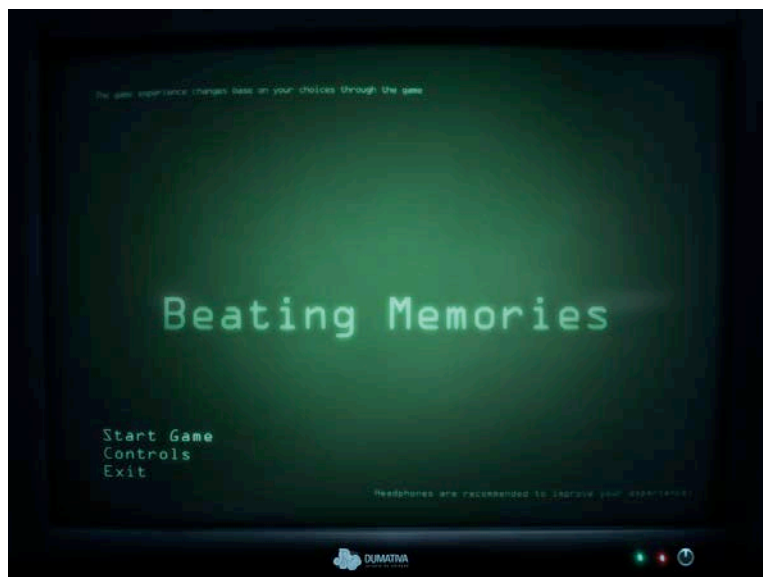 The game experience changes base on your choices through the game
Beating Memories
Start Game
Controls
Exit
Headphones are recommended to improve your experience!
DUMATIVA